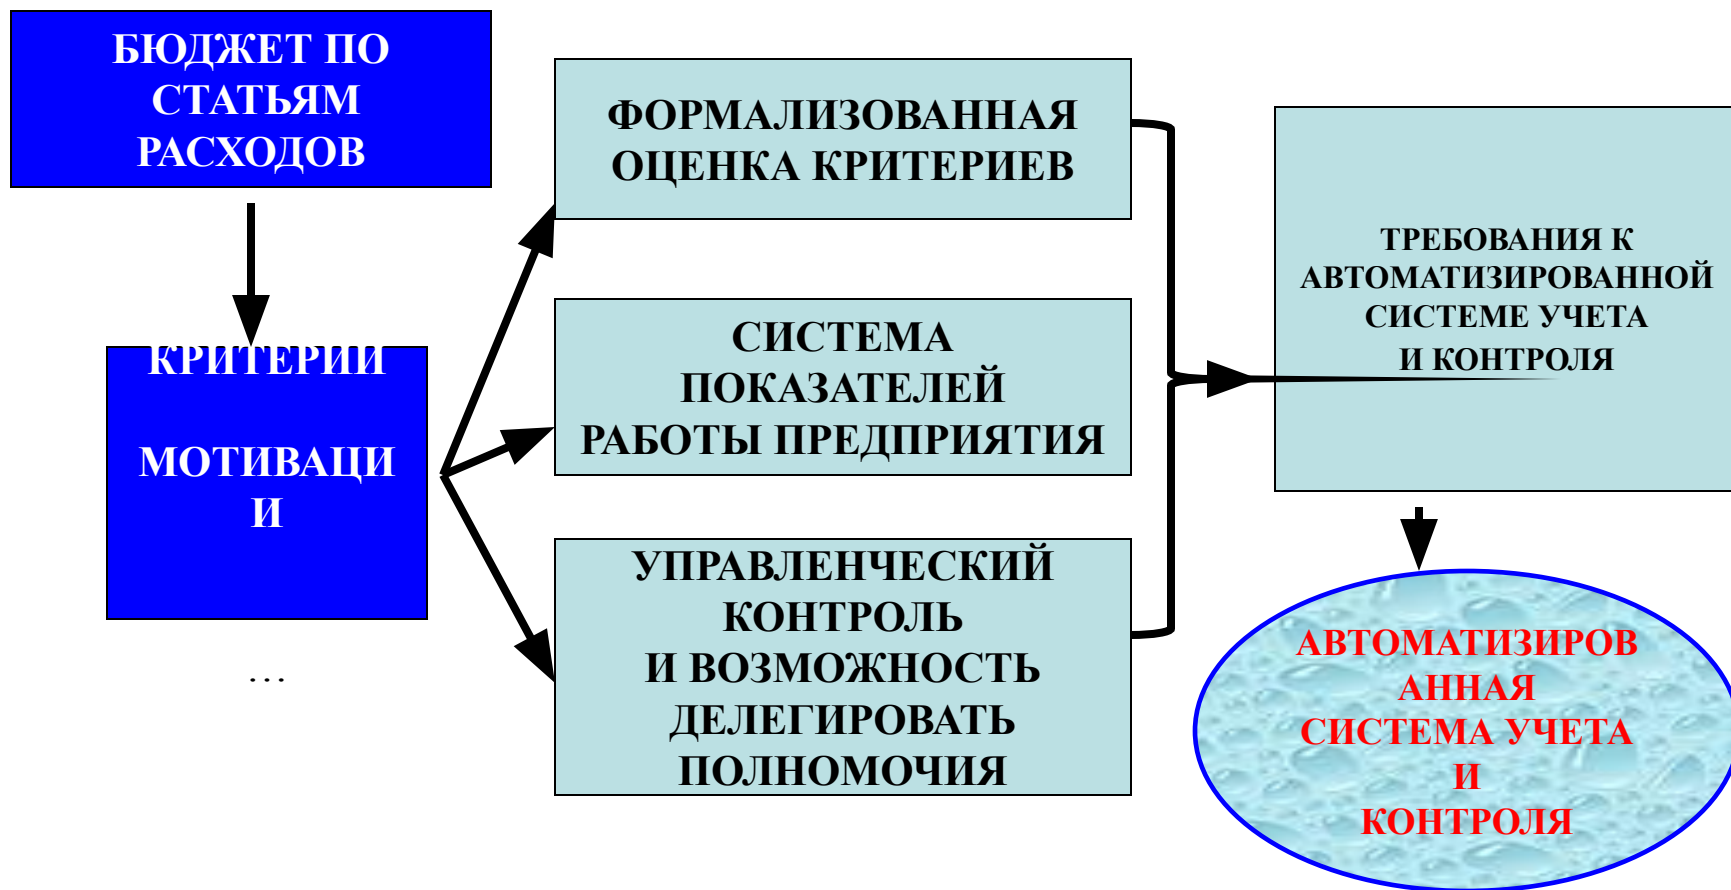 БЮДЖЕТ ПО
СТАТЬЯМ
РАСХОДОВ
КРИТЕРИИ
МОТИВАЦИ
И
…
ФОРМАЛИЗОВАННАЯ
ОЦЕНКА КРИТЕРИЕВ
СИСТЕМА
ПОКАЗАТЕЛЕЙ
РАБОТЫ ПРЕДПРИЯТИЯ
УПРАВЛЕНЧЕСКИЙ
КОНТРОЛЬ
И ВОЗМОЖНОСТЬ
ДЕЛЕГИРОВАТЬ
ПОЛНОМОЧИЯ
ТРЕБОВАНИЯ К
АВТОМАТИЗИРОВАННОЙ
СИСТЕМЕ УЧЕТА
И КОНТРОЛЯ
АВТОМАТИЗИРОВ
АННАЯ
СИСТЕМА УЧЕТА
И
КОНТРОЛЯ